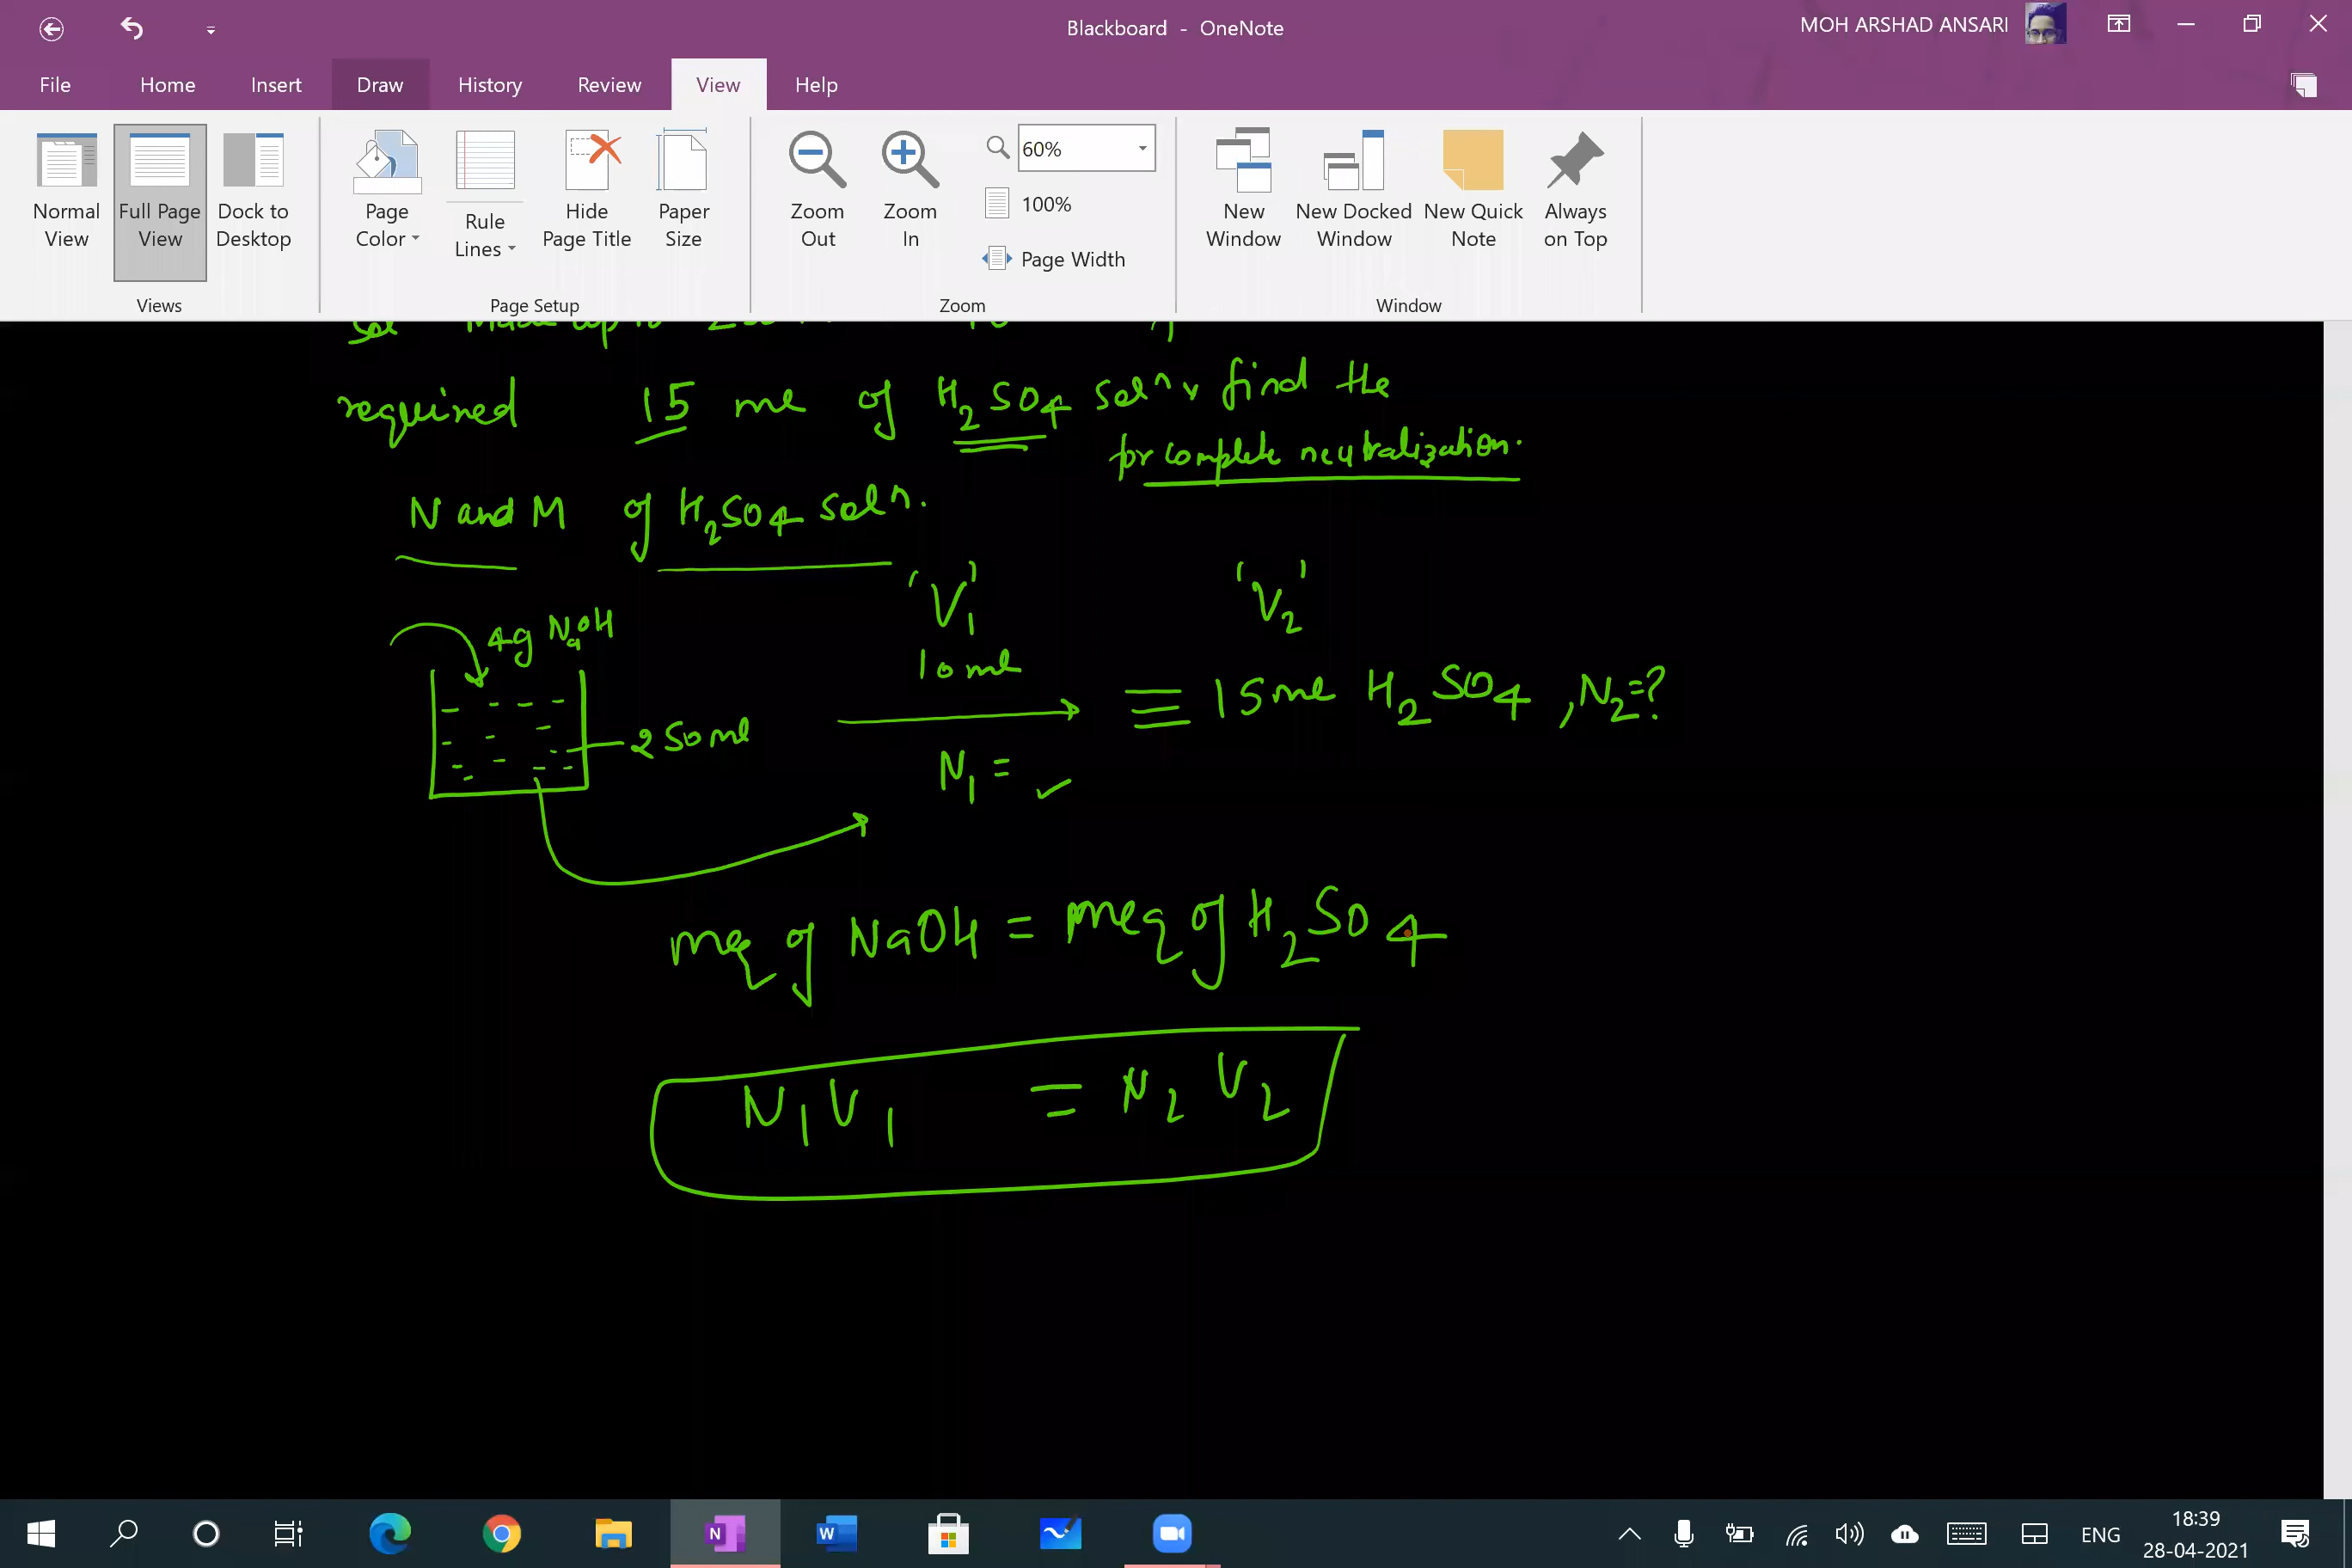 Blackboard - OneNote
MOH ARSHAD ANSARI
File Home Insert Draw History Review View Help
Normal View
Full Page View
Dock to Desktop
Views
Page Color
Rule Lines
Hide Page Title
Paper Size
Page Setup
Zoom Out
Zoom In
60%
100%
Page Width
Zoom
New Window
New Docked Window
New Quick Note
Always on Top
Window
required 15 ml of H₂SO₄ solⁿ find the
for complete neutralization.
N and M of H₂SO₄ solⁿ.
'V₁' 'V₂'
4g NaOH
10 ml
≡ 15 ml H₂SO₄, N₂=?
250 ml
N₁ = ✓
meq of NaOH = meq of H₂SO₄
N₁V₁ = N₂V₂
ENG
18:39
28-04-2021